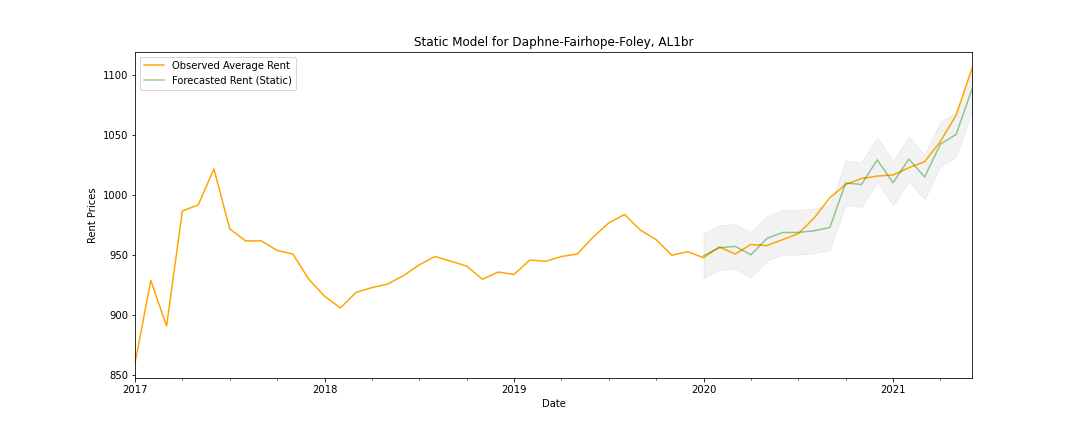 Static Model for Daphne-Fairhope-Foley, AL1br
Observed Average Rent
Forecasted Rent (Static)
1100
1050
1000
950
900
850
Rent Prices
2017
2018
2019
2020
2021
Date